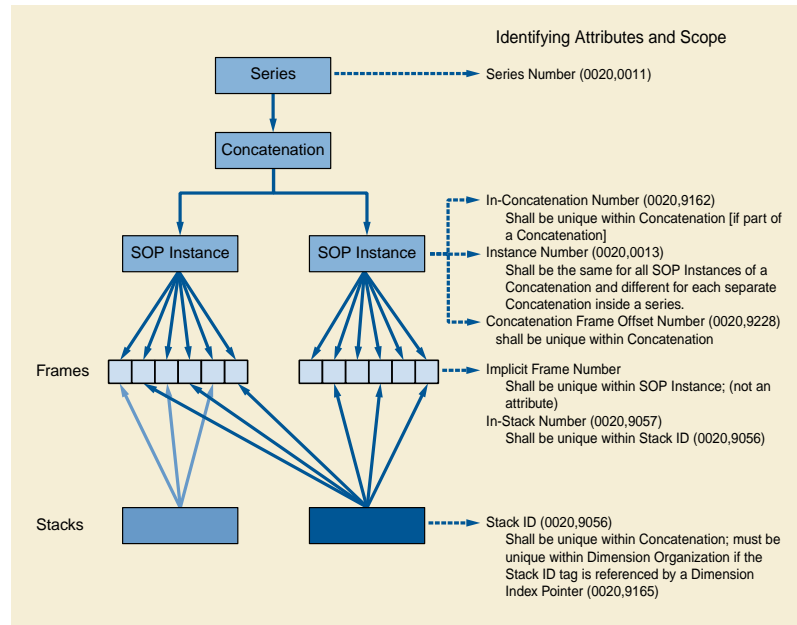 Identifying Attributes and Scope
Series
Series Number (0020,0011)
Concatenation
In-Concatenation Number (0020,9162)
Shall be unique within Concatenation [if part of
a Concatenation]
SOP Instance
SOP Instance
Instance Number (0020,0013)
Shall be the same for all SOP Instances of a
Concatenation and different for each separate
Concatenation inside a series.
Concatenation Frame Offset Number (0020,9228)
shall be unique within Concatenation
Frames
Implicit Frame Number
Shall be unique within SOP Instance; (not an
attribute)
In-Stack Number (0020,9057)
Shall be unique within Stack ID (0020,9056)
Stacks
Stack ID (0020,9056)
Shall be unique within Concatenation; must be
unique within Dimension Organization if the
Stack ID tag is referenced by a Dimension
Index Pointer (0020,9165)